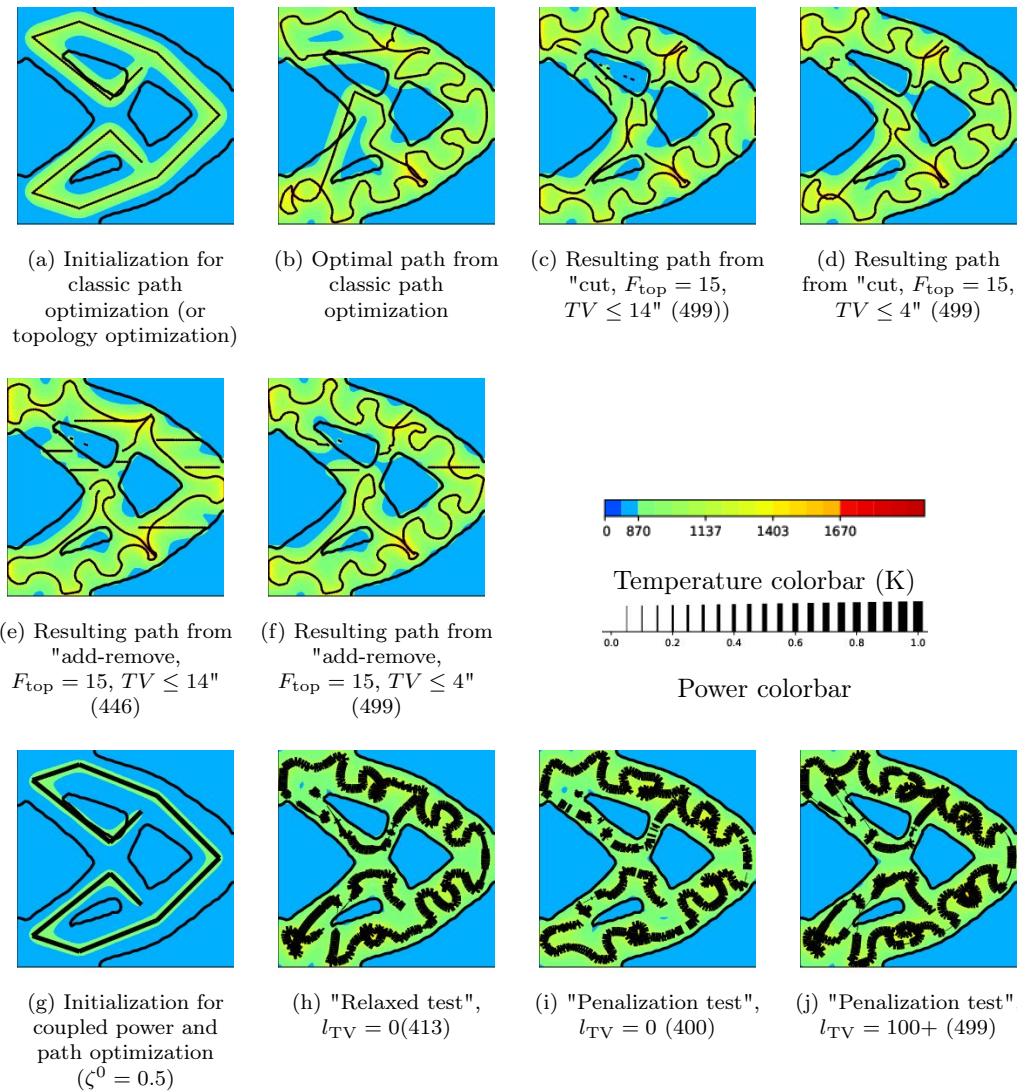 (a) Initialization for
classic path
optimization (or
topology optimization)
(b) Optimal path from
classic path
optimization
(c) Resulting path from
"cut, F_top = 15,
TV ≤ 14" (499))
(d) Resulting path
from "cut, F_top = 15,
TV ≤ 4" (499)
(e) Resulting path from
"add-remove,
F_top = 15, TV ≤ 14"
(446)
(f) Resulting path from
"add-remove,
F_top = 15, TV ≤ 4"
(499)
0 870 1137 1403 1670
Temperature colorbar (K)
0.0 0.2 0.4 0.6 0.8 1.0
Power colorbar
(g) Initialization for
coupled power and
path optimization
(ζ⁰ = 0.5)
(h) "Relaxed test",
l_TV = 0(413)
(i) "Penalization test",
l_TV = 0 (400)
(j) "Penalization test",
l_TV = 100+ (499)